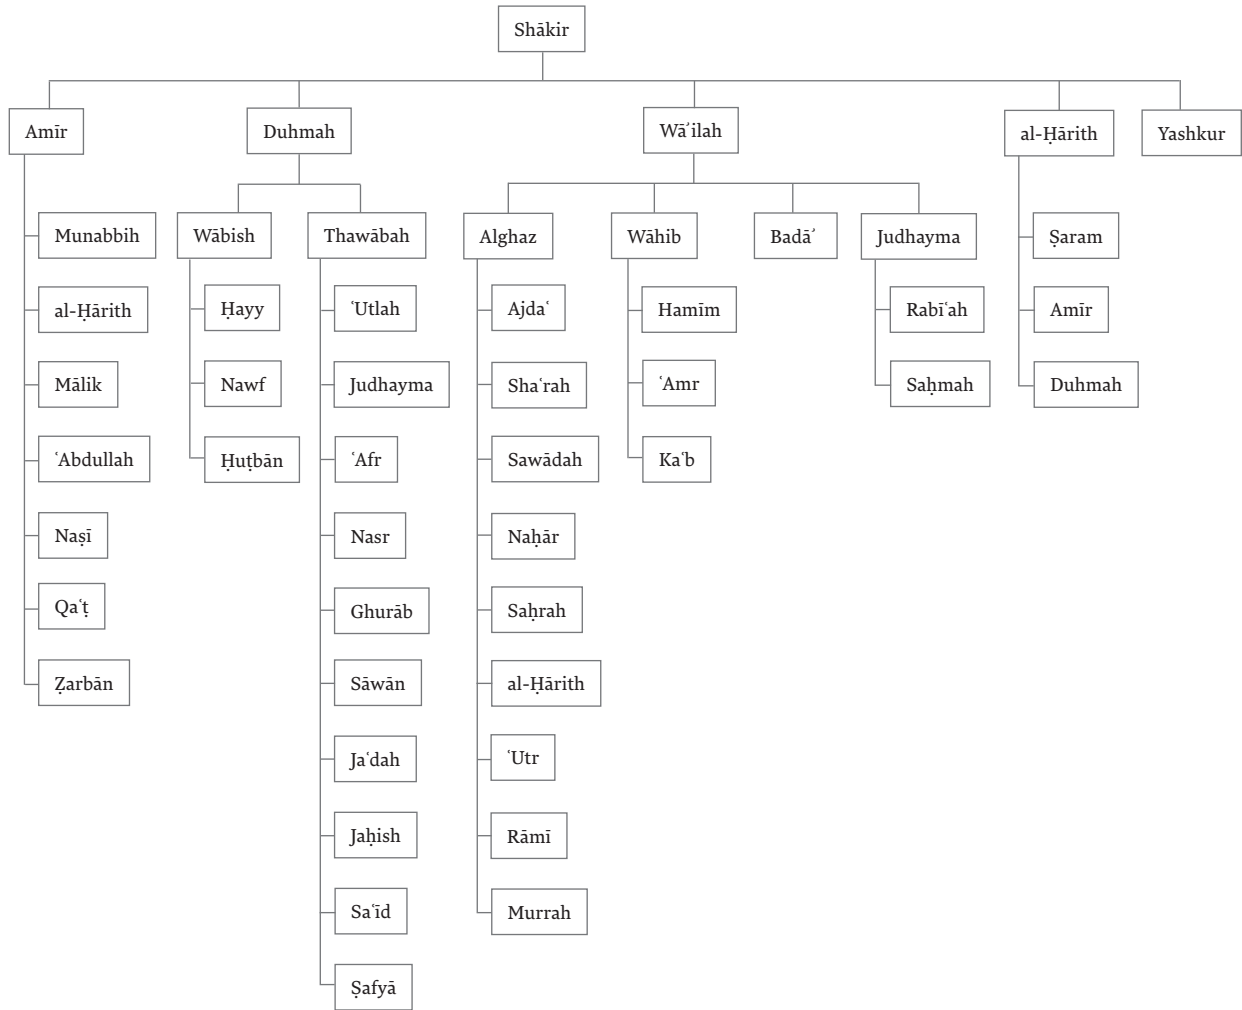 Shākir
Amīr
Duhmah
Wāʾilah
al-Ḥārith
Yashkur
Munabbih
al-Ḥārith
Mālik
ʿAbdullah
Naṣī
Qaʿṭ
Ẓarbān
Wābish
Ḥayy
Nawf
Ḥuṭbān
Thawābah
ʿUtlah
Judhayma
ʿAfr
Nasr
Ghurāb
Sāwān
Jaʿdah
Jaḥish
Saʿīd
Ṣafyā
Alghaz
Ajdaʿ
Shaʿrah
Sawādah
Naḥār
Saḥrah
al-Ḥārith
ʿUtr
Rāmī
Murrah
Wāhib
Hamīm
ʿAmr
Kaʿb
Badāʾ
Judhayma
Rabīʿah
Saḥmah
Ṣaram
Amīr
Duhmah